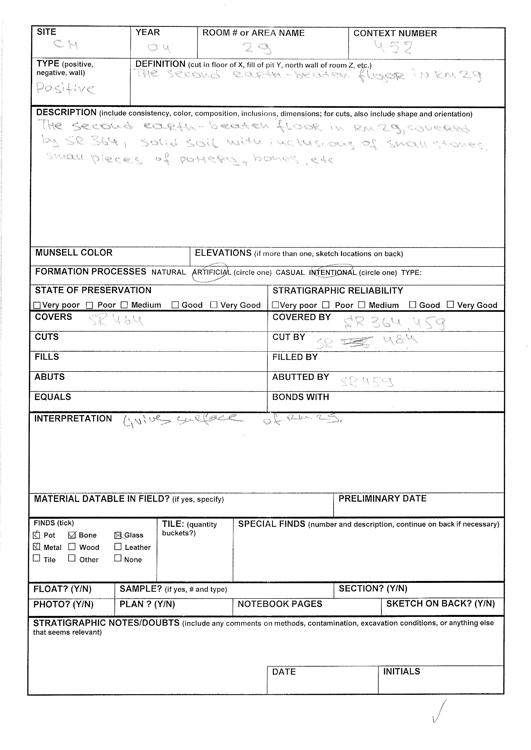 SITE YEAR ROOM # or AREA NAME CONTEXT NUMBER
CM 04 29 452
TYPE (positive, negative, wall) DEFINITION (cut in floor of X, fill of pit Y, north wall of room Z, etc.)
Positive The second earth-beaten floor in RM 29
DESCRIPTION (include consistency, color, composition, inclusions, dimensions; for cuts, also include shape and orientation)
The second earth-beaten floor in RM 29, covered
by SR 364, solid soil with inclusions of small stones,
small pieces of pottery, bones, etc
MUNSELL COLOR ELEVATIONS (if more than one, sketch locations on back)
FORMATION PROCESSES NATURAL ARTIFICIAL (circle one) CASUAL INTENTIONAL (circle one) TYPE:
STATE OF PRESERVATION STRATIGRAPHIC RELIABILITY
Very poor Poor Medium Good Very Good Very poor Poor Medium Good Very Good
COVERS SR 464 COVERED BY SR 364, 459
CUTS CUT BY SR 484
FILLS FILLED BY
ABUTS ABUTTED BY SR 459
EQUALS BONDS WITH
INTERPRETATION living surface of RM 29.
MATERIAL DATABLE IN FIELD? (if yes, specify) PRELIMINARY DATE
FINDS (tick) TILE: (quantity buckets?) SPECIAL FINDS (number and description, continue on back if necessary)
Pot Bone Glass
Metal Wood Leather
Tile Other None
FLOAT? (Y/N) SAMPLE? (if yes, # and type) SECTION? (Y/N)
PHOTO? (Y/N) PLAN ? (Y/N) NOTEBOOK PAGES SKETCH ON BACK? (Y/N)
STRATIGRAPHIC NOTES/DOUBTS (include any comments on methods, contamination, excavation conditions, or anything else
that seems relevant)
DATE INITIALS